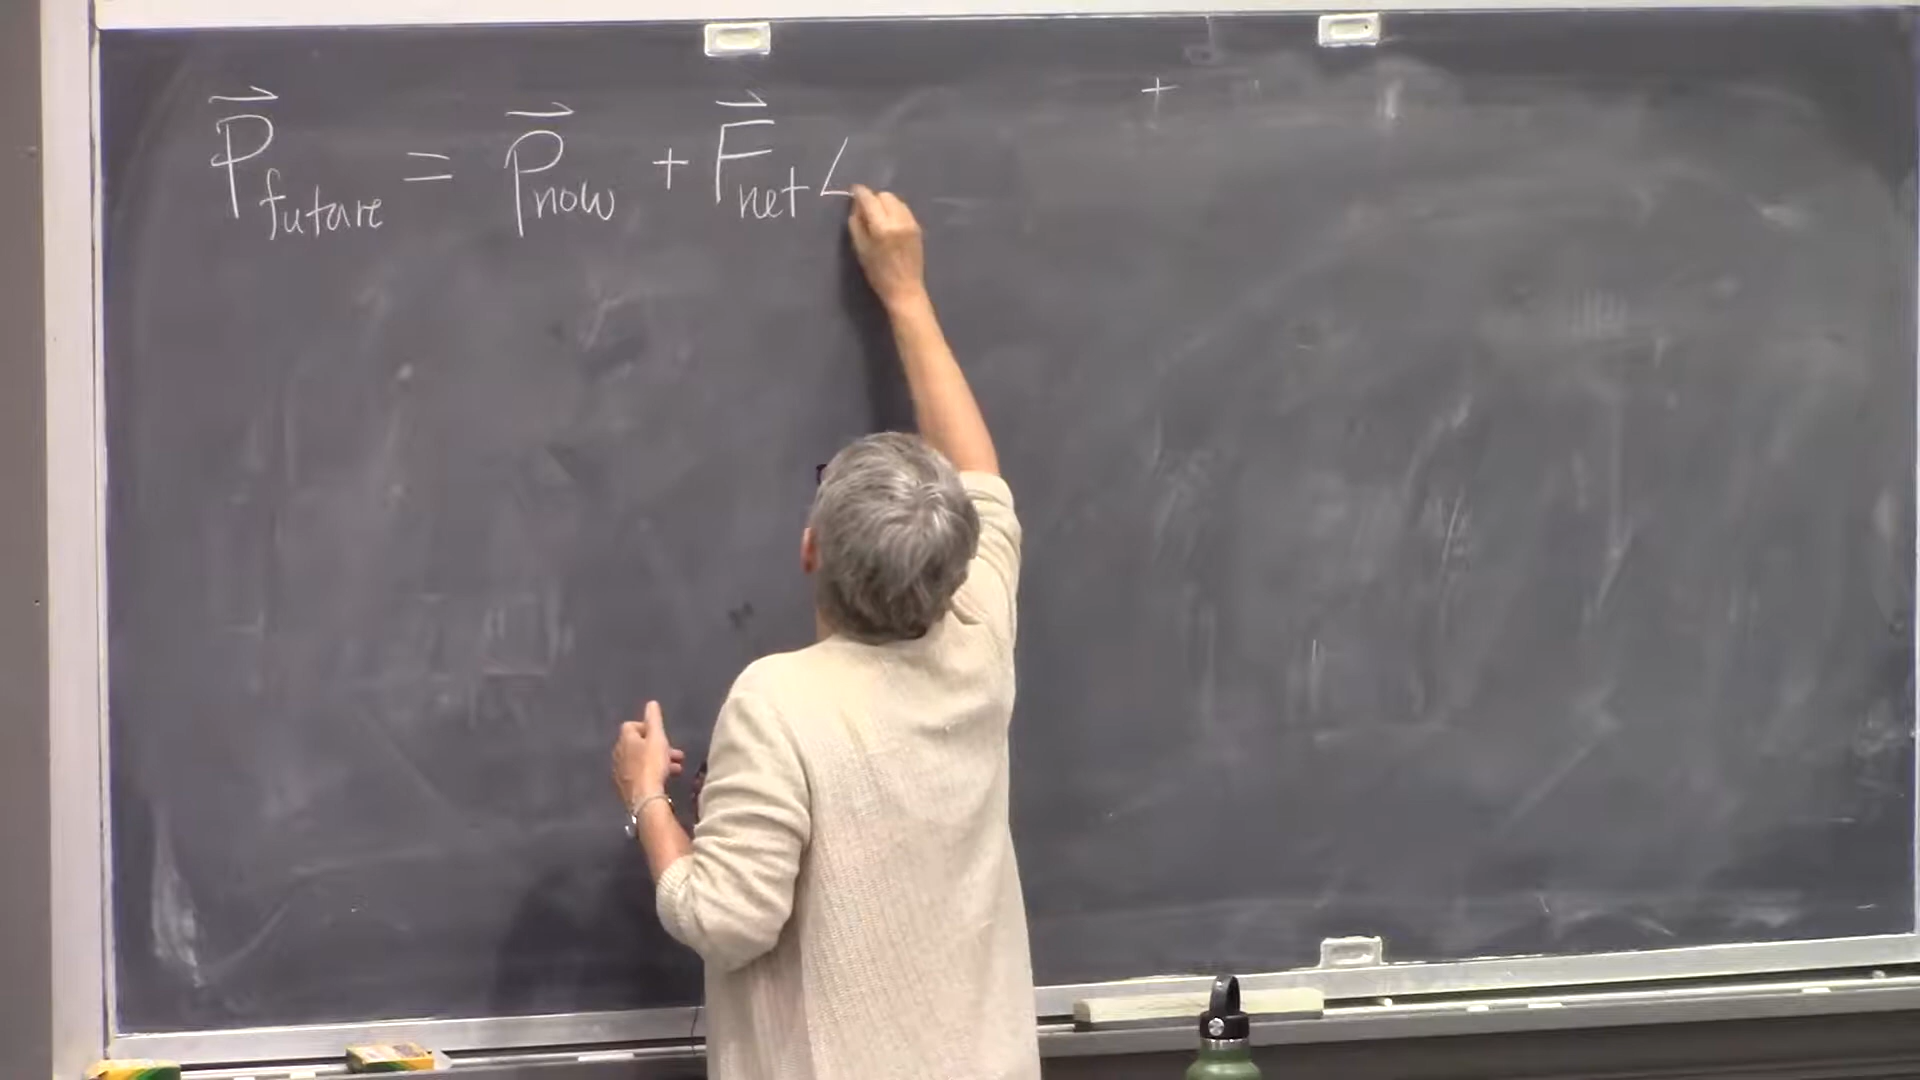 P⃗future = p⃗now + F⃗net